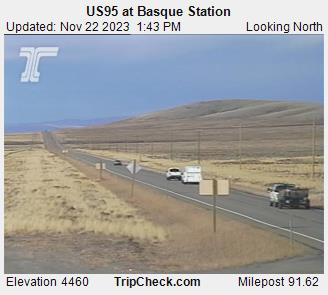 US95 at Basque Station
Updated: Nov 22 2023 1:43 PM Looking North
Elevation 4460 TripCheck.com Milepost 91.62